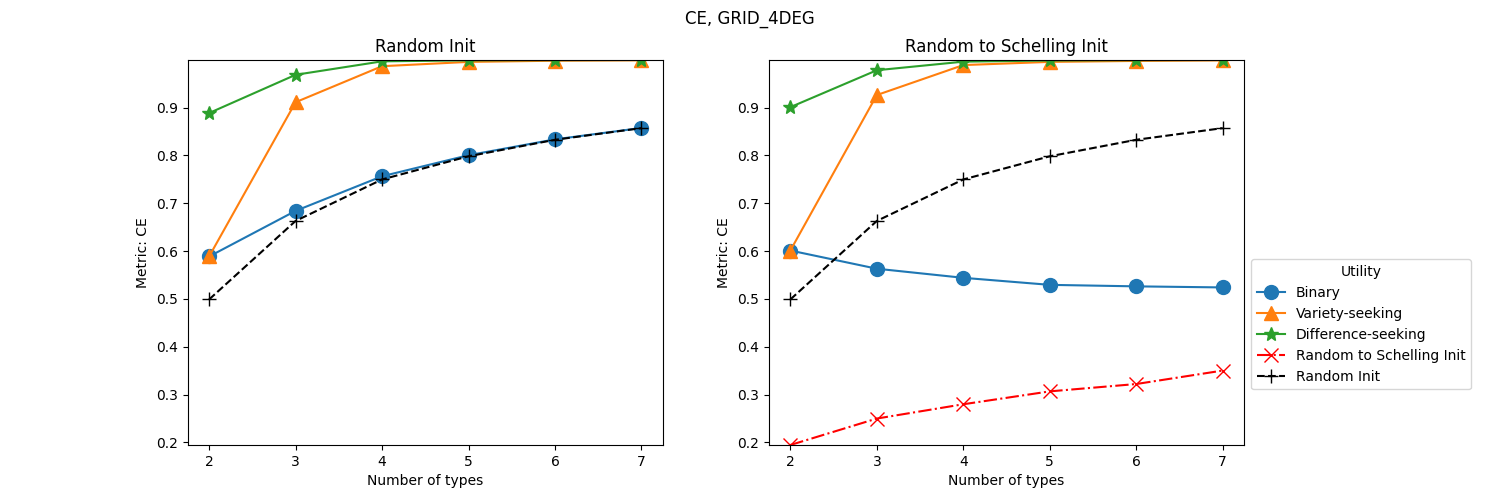 CE, GRID_4DEG
Random Init
Metric: CE
0.9
0.8
0.7
0.6
0.5
0.4
0.3
0.2
2 3 4 5 6 7
Number of types
Random to Schelling Init
Metric: CE
0.9
0.8
0.7
0.6
0.5
0.4
0.3
0.2
2 3 4 5 6 7
Number of types
Utility
Binary
Variety-seeking
Difference-seeking
Random to Schelling Init
Random Init